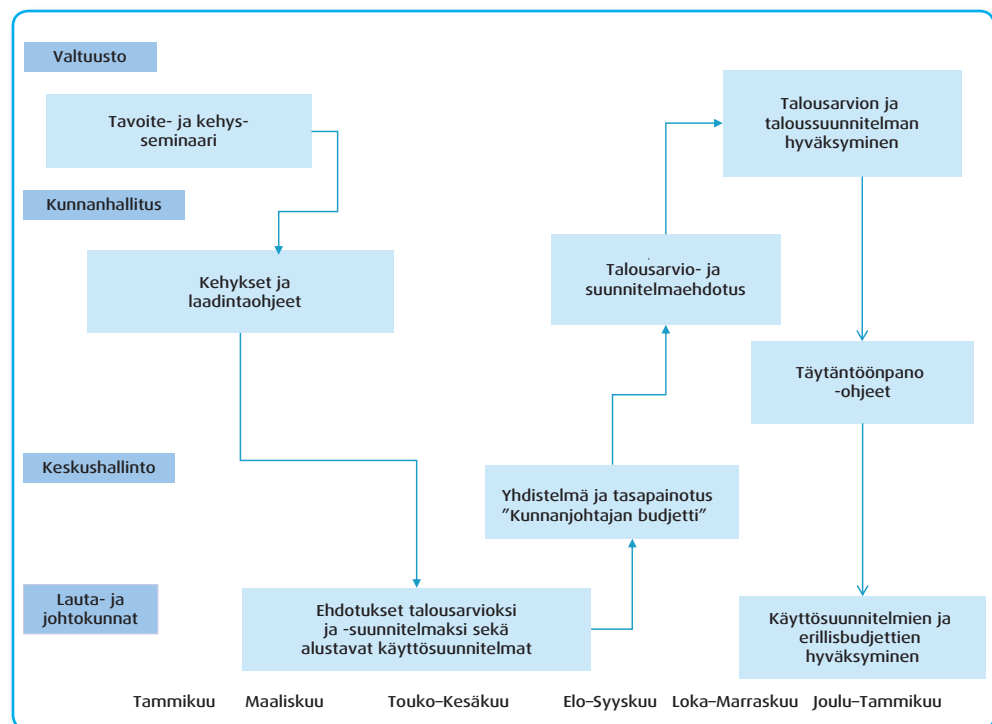 Valtuusto
Tavoite- ja kehys-
seminaari
Talousarvion ja
taloussuunnitelman
hyväksyminen
Kunnanhallitus
Kehykset ja
laadintaohjeet
Talousarvio- ja
suunnitelmaehdotus
Täytäntöönpano
-ohjeet
Keskushallinto
Yhdistelmä ja tasapainotus
”Kunnanjohtajan budjetti”
Lauta- ja
johtokunnat
Ehdotukset talousarvioksi
ja -suunnitelmaksi sekä
alustavat käyttösuunnitelmat
Käyttösuunnitelmien ja
erillisbudjettien
hyväksyminen
Tammikuu Maaliskuu Touko–Kesäkuu Elo–Syyskuu Loka–Marraskuu Joulu–Tammikuu